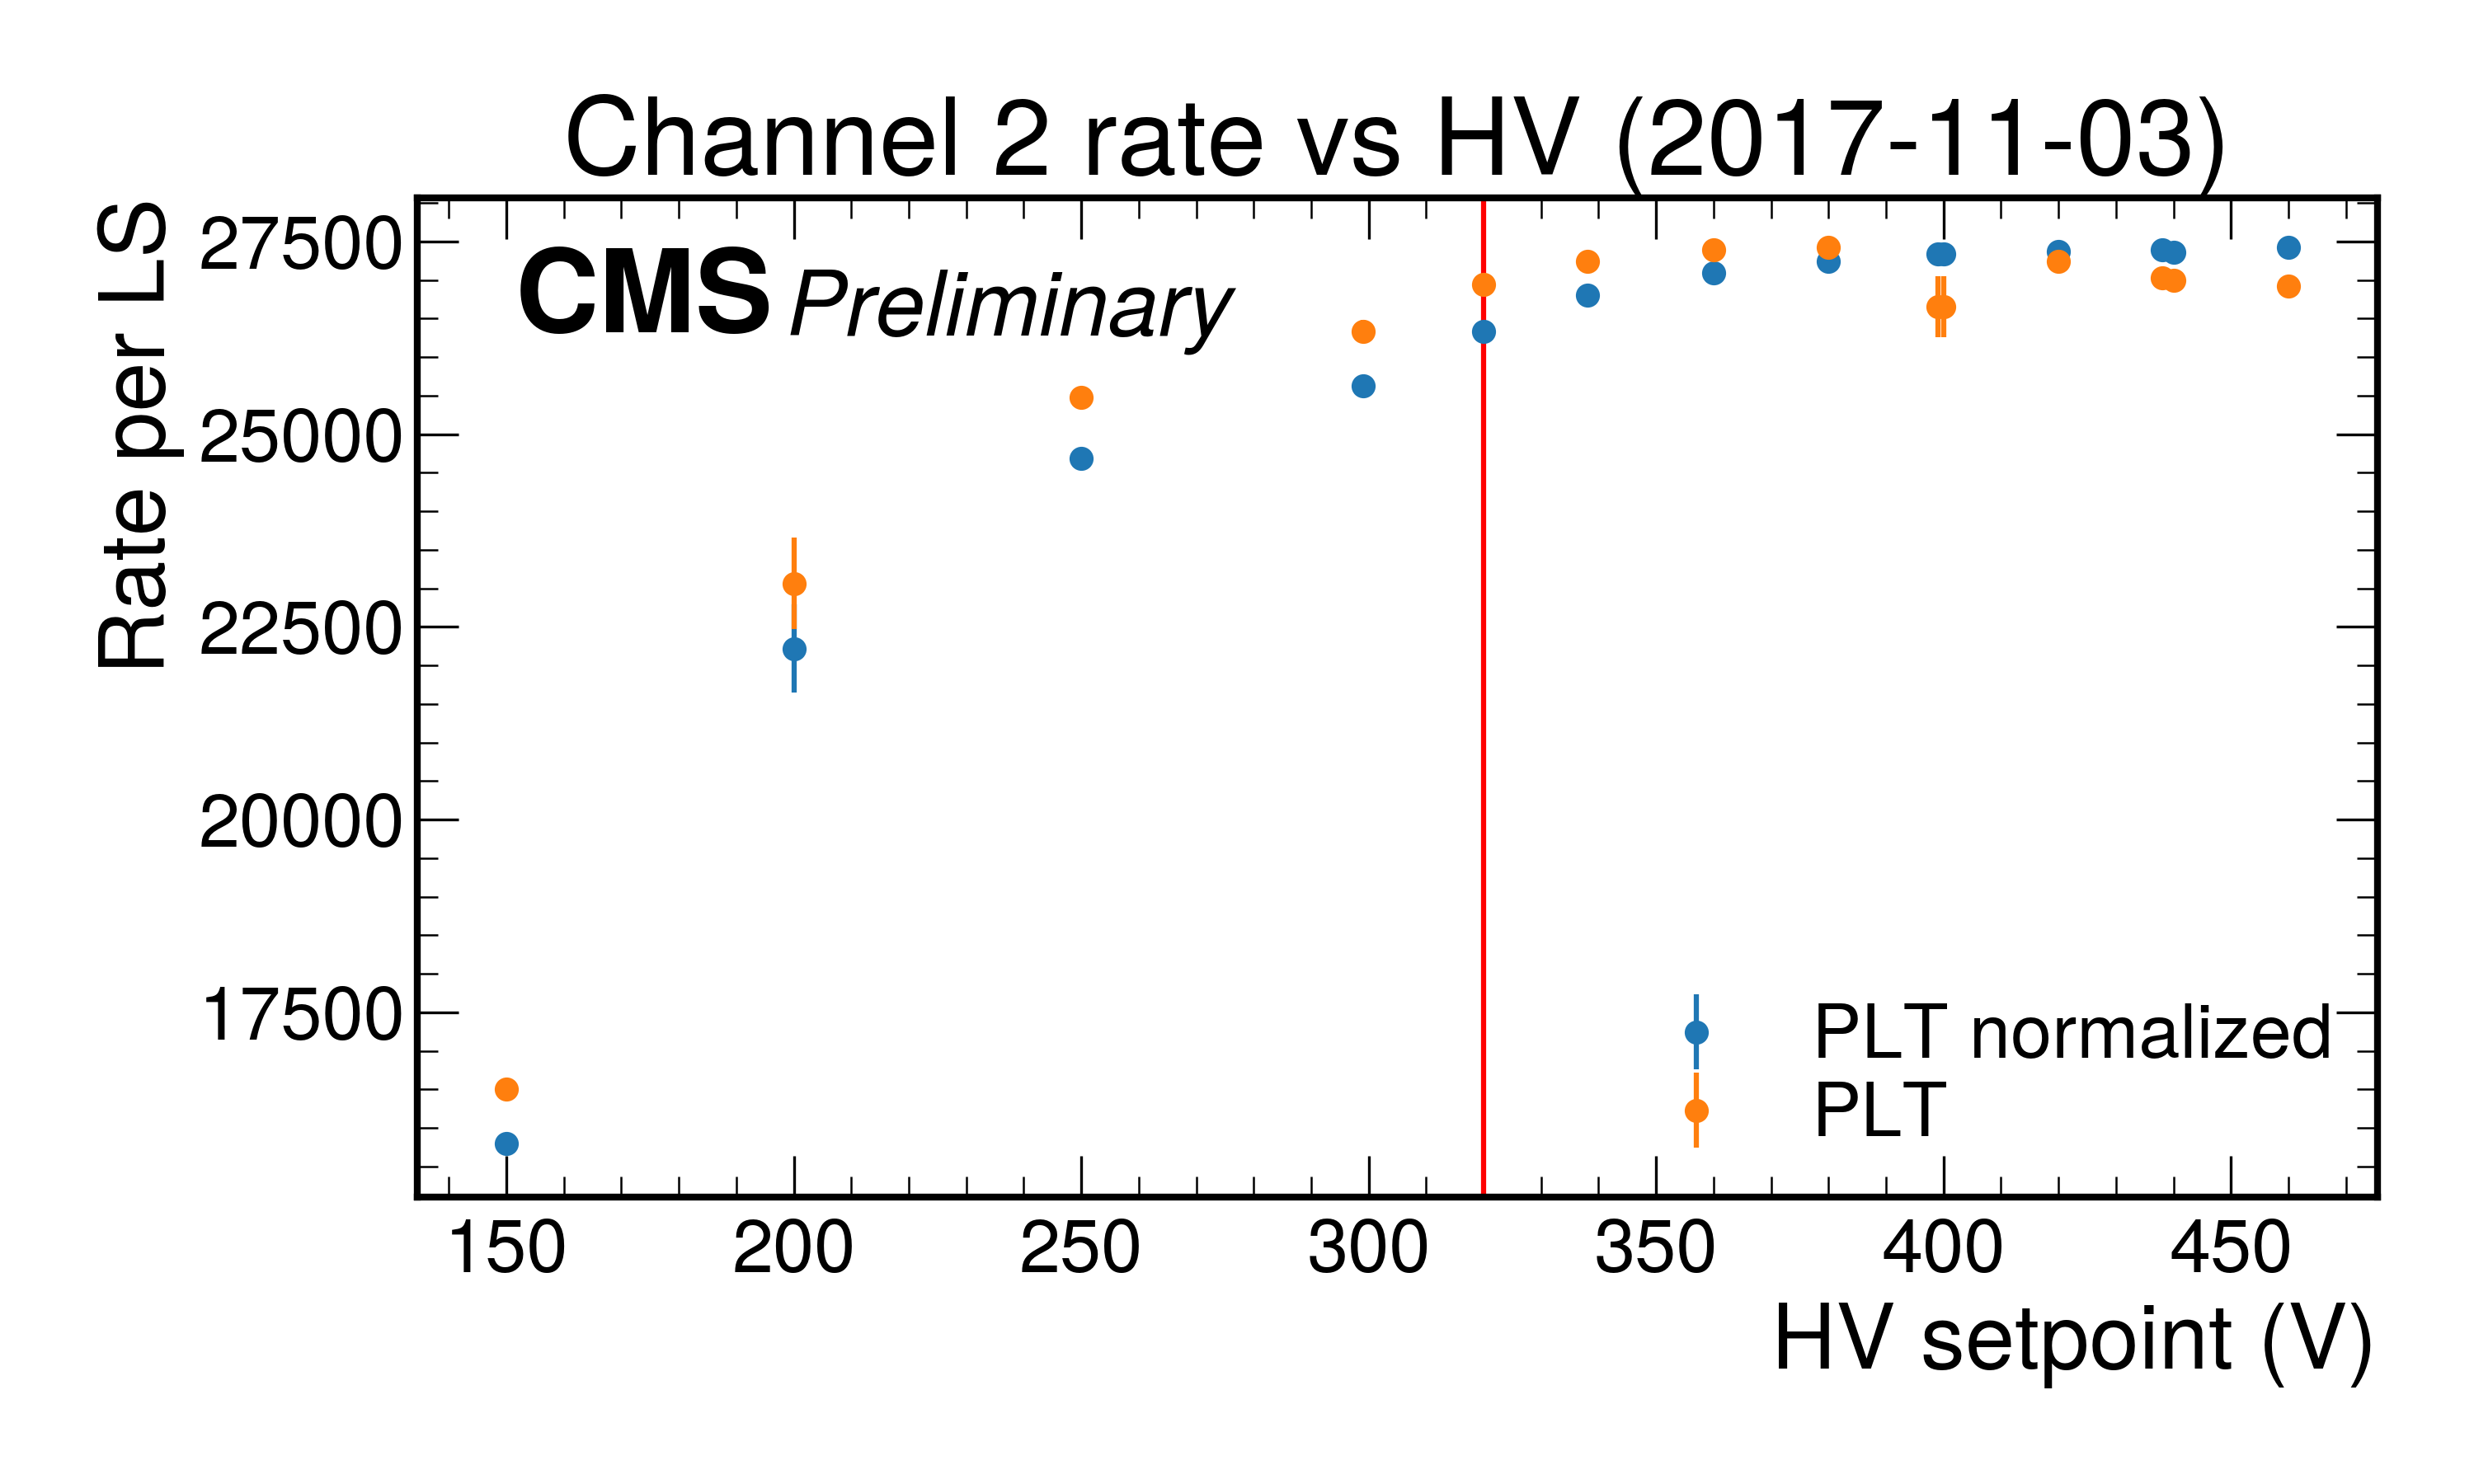 Channel 2 rate vs HV (2017-11-03)
CMS Preliminary
Rate per LS
27500
25000
22500
20000
17500
PLT normalized
PLT
150 200 250 300 350 400 450
HV setpoint (V)